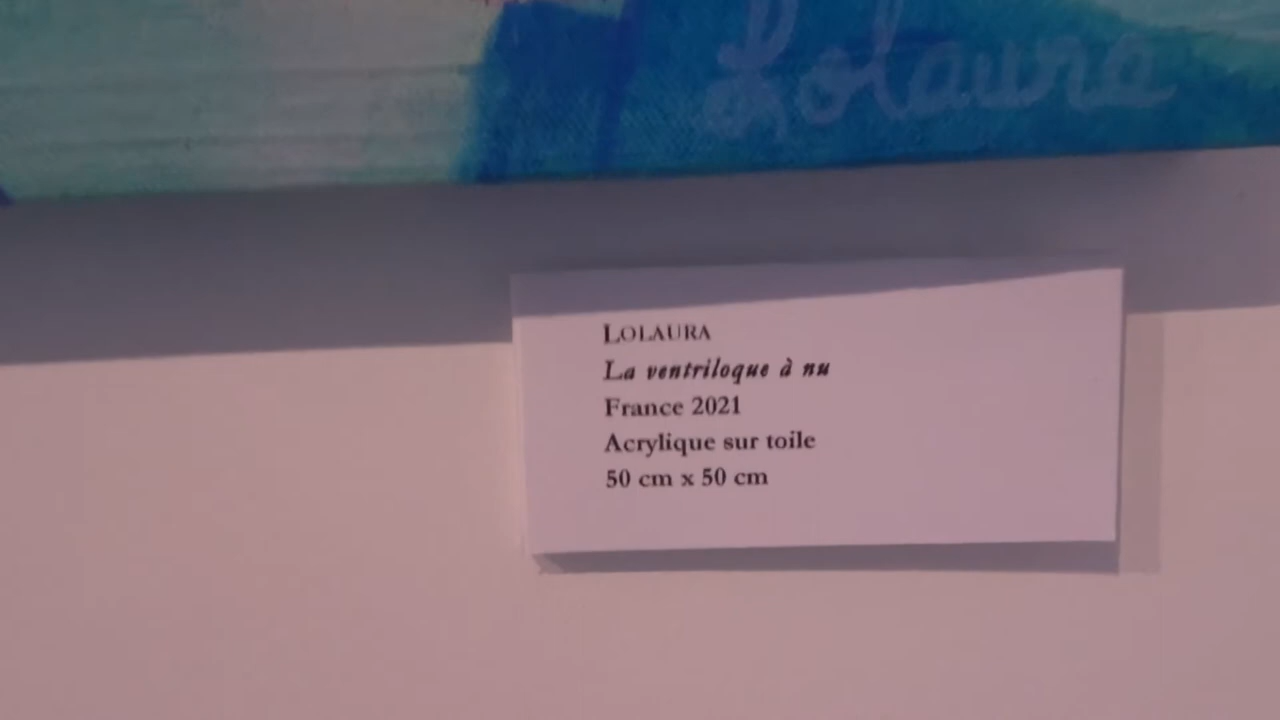 Lolaura
LOLAURA
La ventriloque à nu
France 2021
Acrylique sur toile
50 cm x 50 cm